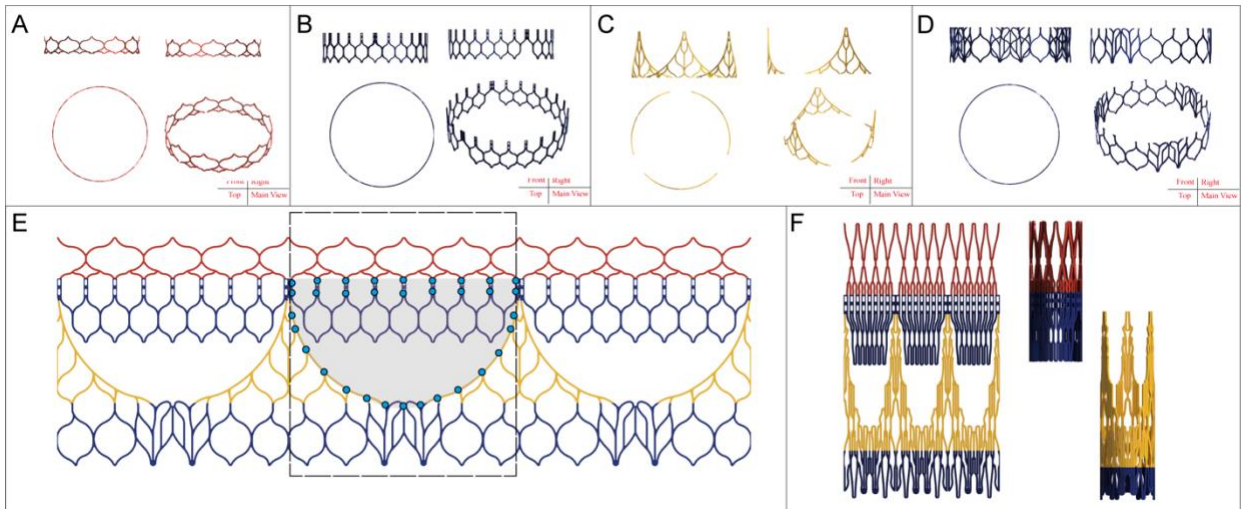 A
Front Right
Top Main View
B
Front Right
Top Main View
C
Front Right
Top Main View
D
Front Right
Top Main View
E
F